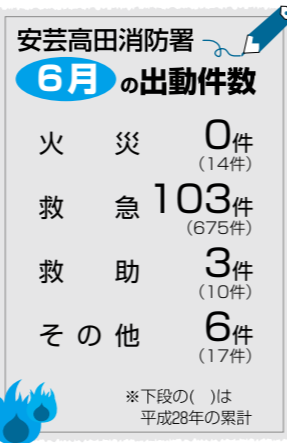 安芸高田消防署
6月の出動件数
火災 0件
(14件)
救急 103件
(675件)
救助 3件
(10件)
その他 6件
(17件)
※下段の( )は
平成28年の累計